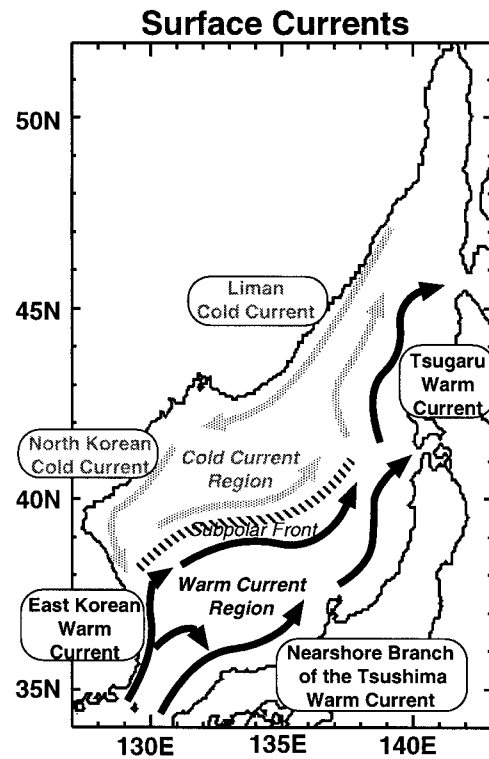 Surface Currents
50N
45N
40N
35N
130E
135E
140E
Liman
Cold Current
Tsugaru
Warm
Current
North Korean
Cold Current
Cold Current
Region
Subpolar Front
Warm Current
Region
East Korean
Warm
Current
Nearshore Branch
of the Tsushima
Warm Current